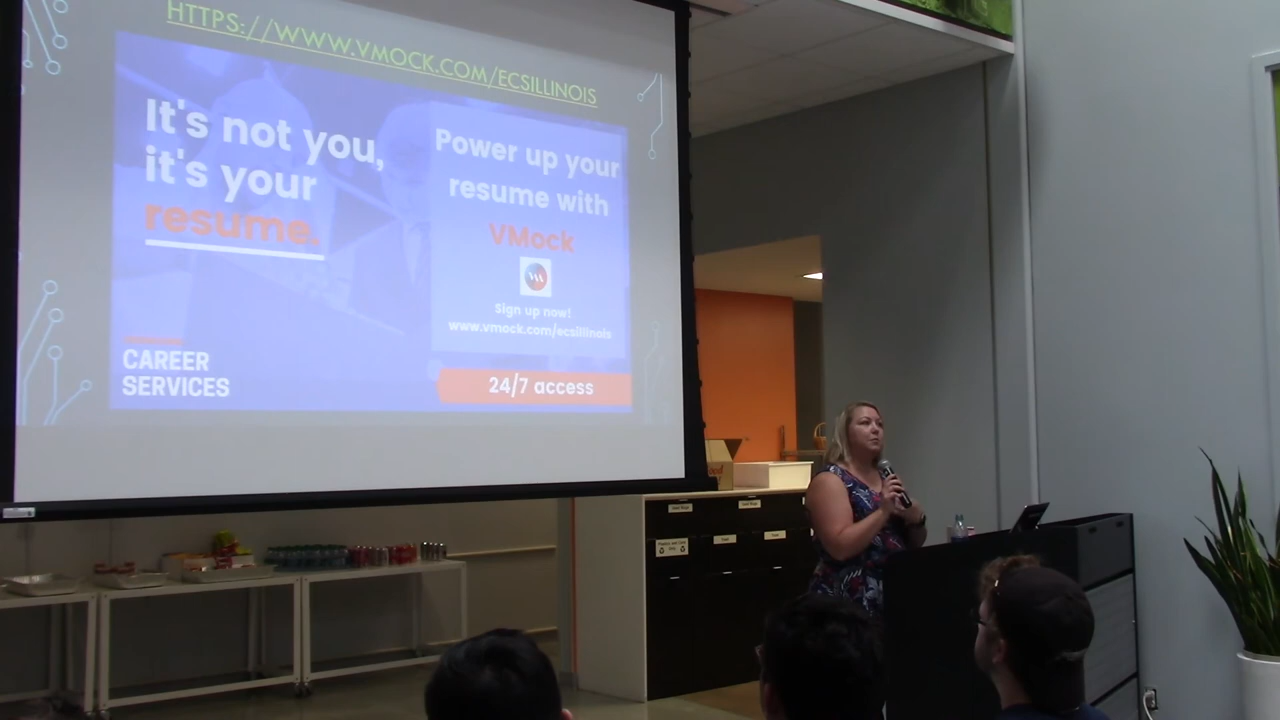 HTTPS://WWW.VMOCK.COM/ECSILLINOIS
It's not you,
it's your
resume.
Power up your
resume with
VMock
Sign up now!
www.vmock.com/ecsillinois
24/7 access
CAREER
SERVICES